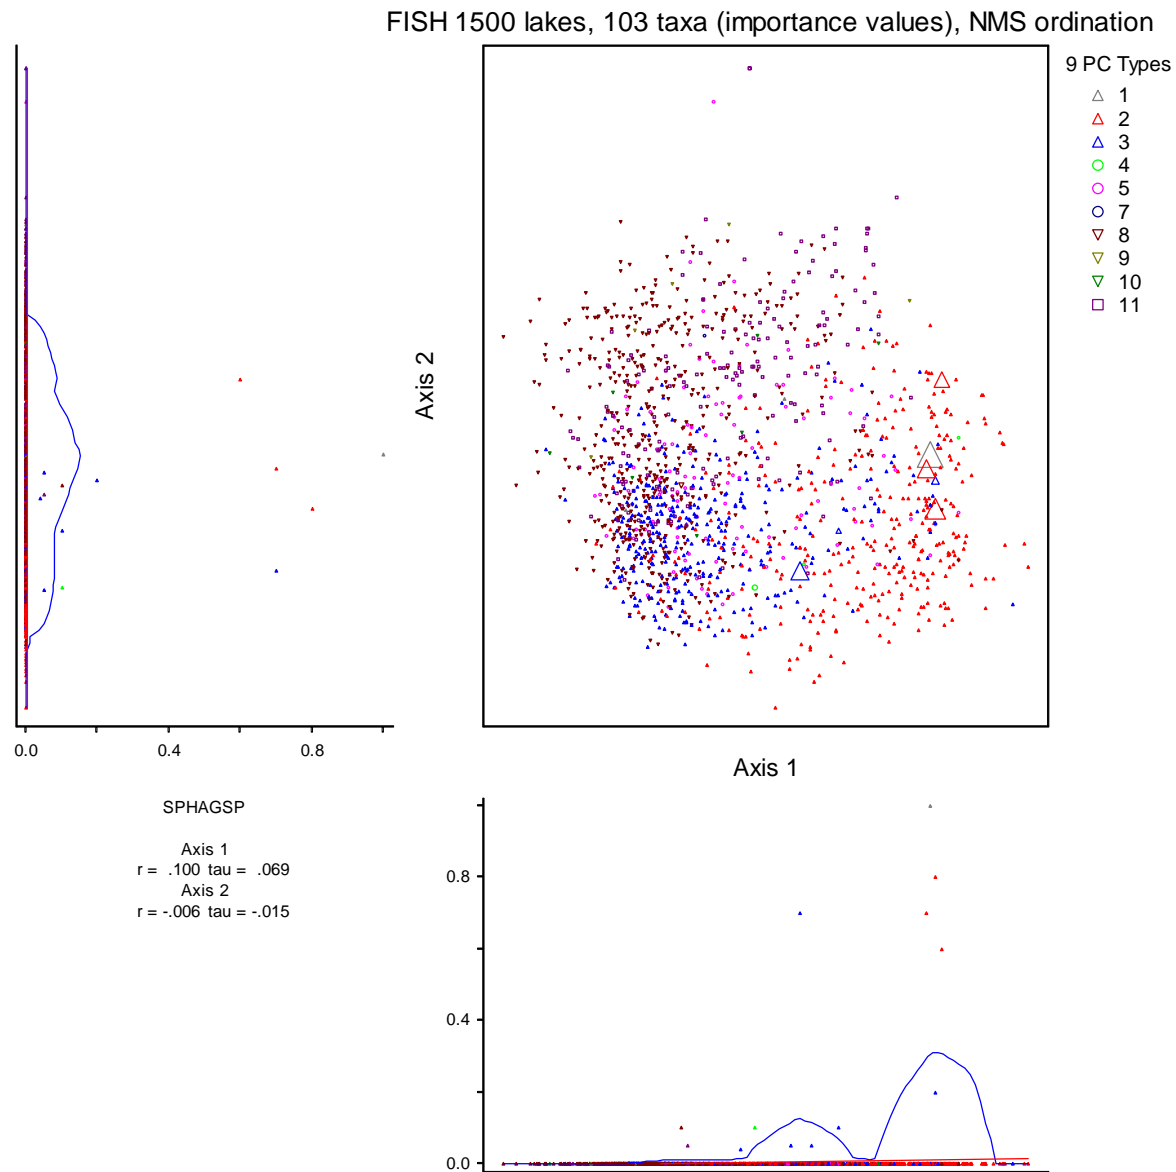 FISH 1500 lakes, 103 taxa (importance values), NMS ordination
9 PC Types
1
2
3
4
5
7
8
9
10
11
Axis 2
0.0 0.4 0.8
Axis 1
SPHAGSP
Axis 1
r = .100 tau = .069
Axis 2
r = -.006 tau = -.015
0.8
0.4
0.0